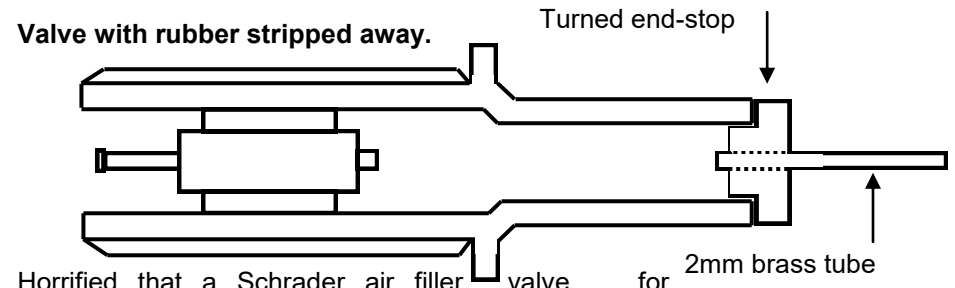 Turned end-stop
Valve with rubber stripped away.
2mm brass tube
Horrified that a Schrader air filler valve for